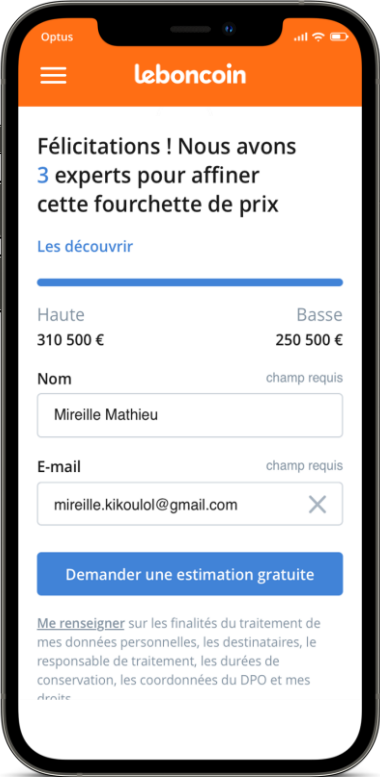 Optus
leboncoin
Félicitations ! Nous avons
3 experts pour affiner
cette fourchette de prix
Les découvrir
Haute Basse
310 500 € 250 500 €
Nom champ requis
Mireille Mathieu
E-mail champ requis
mireille.kikoulol@gmail.com
Demander une estimation gratuite
Me renseigner sur les finalités du traitement de
mes données personnelles, les destinataires, le
responsable de traitement, les durées de
conservation, les coordonnées du DPO et mes
droits